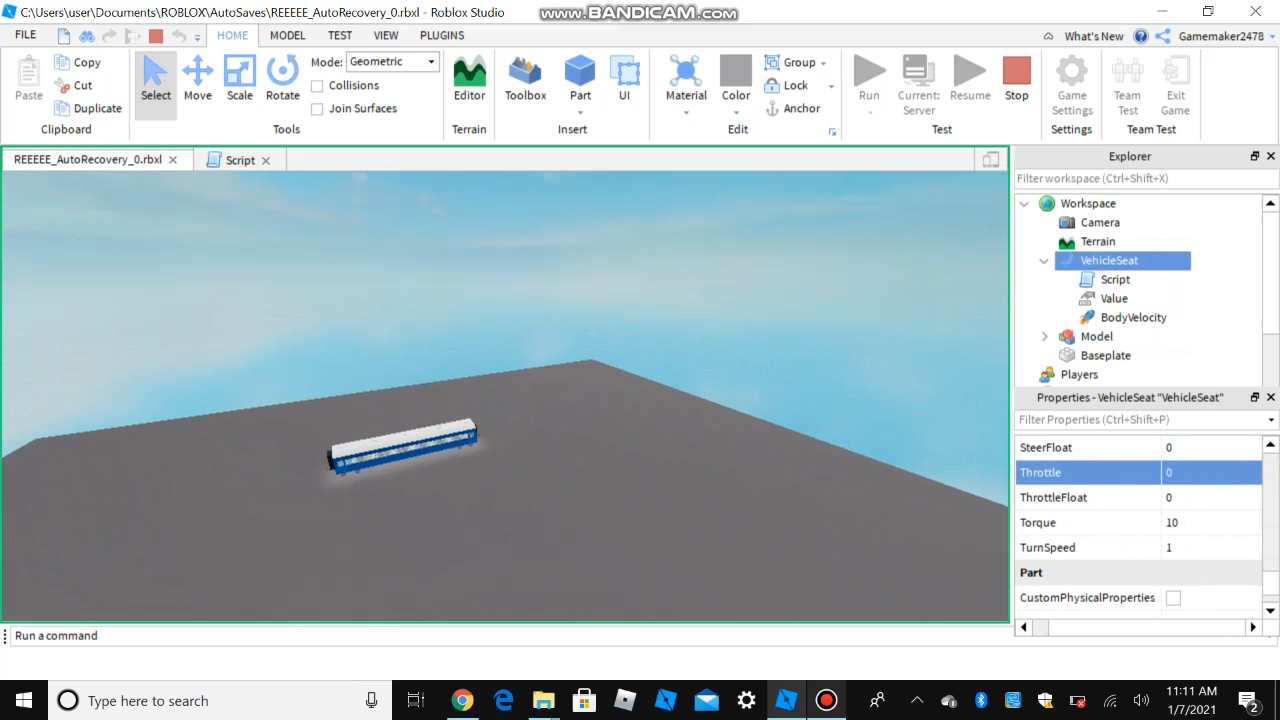 C:\Users\user\Documents\ROBLOX\AutoSaves\REEEEE_AutoRecovery_0.rbxl - Roblox Studio
www.BANDICAM.com
FILE HOME MODEL TEST VIEW PLUGINS What's New Gamemaker2478
Paste Copy Cut Duplicate
Clipboard
Select Move Scale Rotate
Mode: Geometric
Collisions
Join Surfaces
Tools
Editor
Terrain
Toolbox Part UI
Insert
Material Color
Group
Lock
Anchor
Edit
Run Current: Server Resume Stop
Test
Game Settings
Settings
Team Test
Exit Game
Team Test
REEEEE_AutoRecovery_0.rbxl
Script
Explorer
Filter workspace (Ctrl+Shift+X)
Workspace
Camera
Terrain
VehicleSeat
Script
Value
BodyVelocity
Model
Baseplate
Players
Properties - VehicleSeat "VehicleSeat"
Filter Properties (Ctrl+Shift+P)
SteerFloat 0
Throttle 0
ThrottleFloat 0
Torque 10
TurnSpeed 1
Part
CustomPhysicalProperties
Run a command
Type here to search
11:11 AM
1/7/2021
2